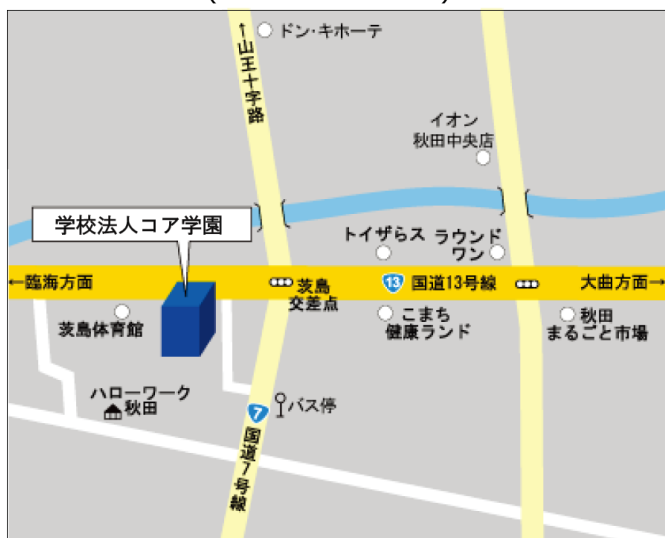 ↑山王十字路
ドン・キホーテ
イオン
秋田中央店
学校法人コア学園
トイザらス
ラウンド
ワン
←臨海方面
茨島
交差点
13
国道13号線
大曲方面→
茨島体育館
こまち
健康ランド
秋田
まるごと市場
ハローワーク
秋田
7
国道7号線
バス停